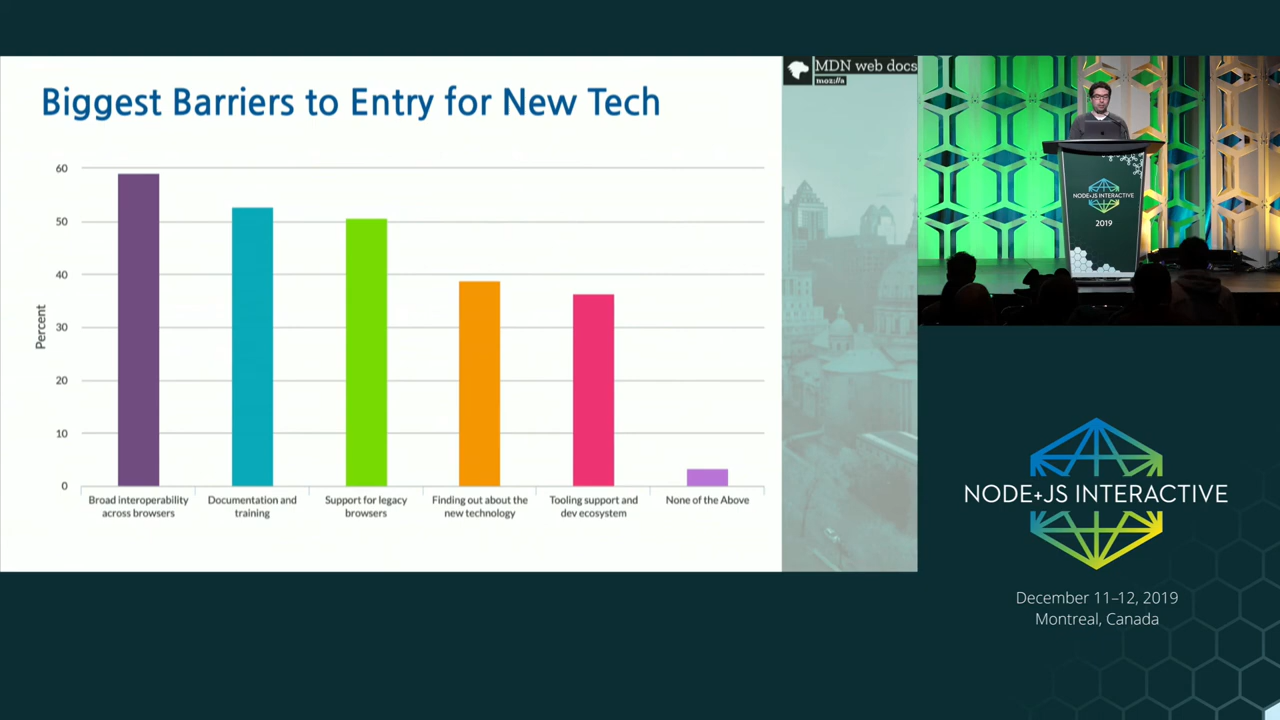 Biggest Barriers to Entry for New Tech
MDN web docs
moz://a
60
50
40
30
20
10
0
Percent
Broad interoperability
across browsers
Documentation and
training
Support for legacy
browsers
Finding out about the
new technology
Tooling support and
dev ecosystem
None of the Above
NODE+JS INTERACTIVE
2019
NODE+JS INTERACTIVE
December 11–12, 2019
Montreal, Canada